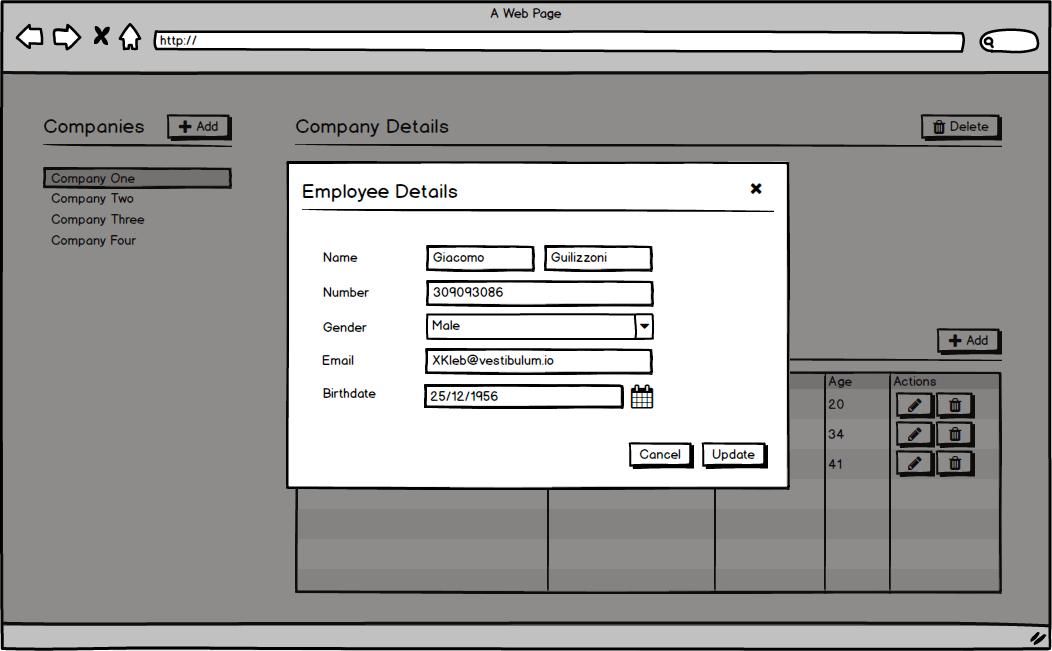 A Web Page
http://
Companies
Add
Company Details
Delete
Company One
Company Two
Company Three
Company Four
Employee Details
Name Giacomo Guilizzoni
Number 309093086
Gender Male
Email XKleb@vestibulum.io
Birthdate 25/12/1956
Cancel Update
Add
Age Actions
20
34
41